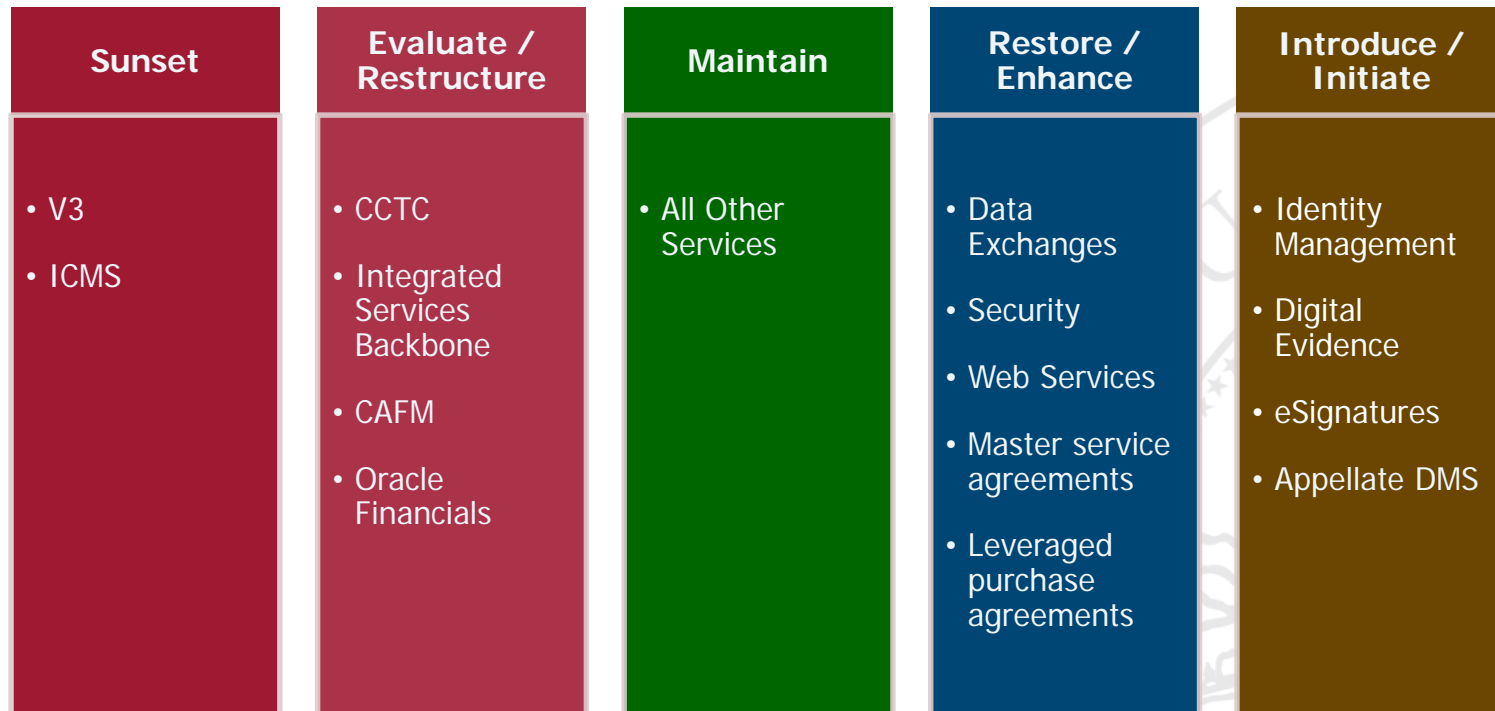 Sunset
• V3
• ICMS
Evaluate /
Restructure
• CCTC
• Integrated
Services
Backbone
• CAFM
• Oracle
Financials
Maintain
• All Other
Services
Restore /
Enhance
• Data
Exchanges
• Security
• Web Services
• Master service
agreements
• Leveraged
purchase
agreements
Introduce /
Initiate
• Identity
Management
• Digital
Evidence
• eSignatures
• Appellate DMS